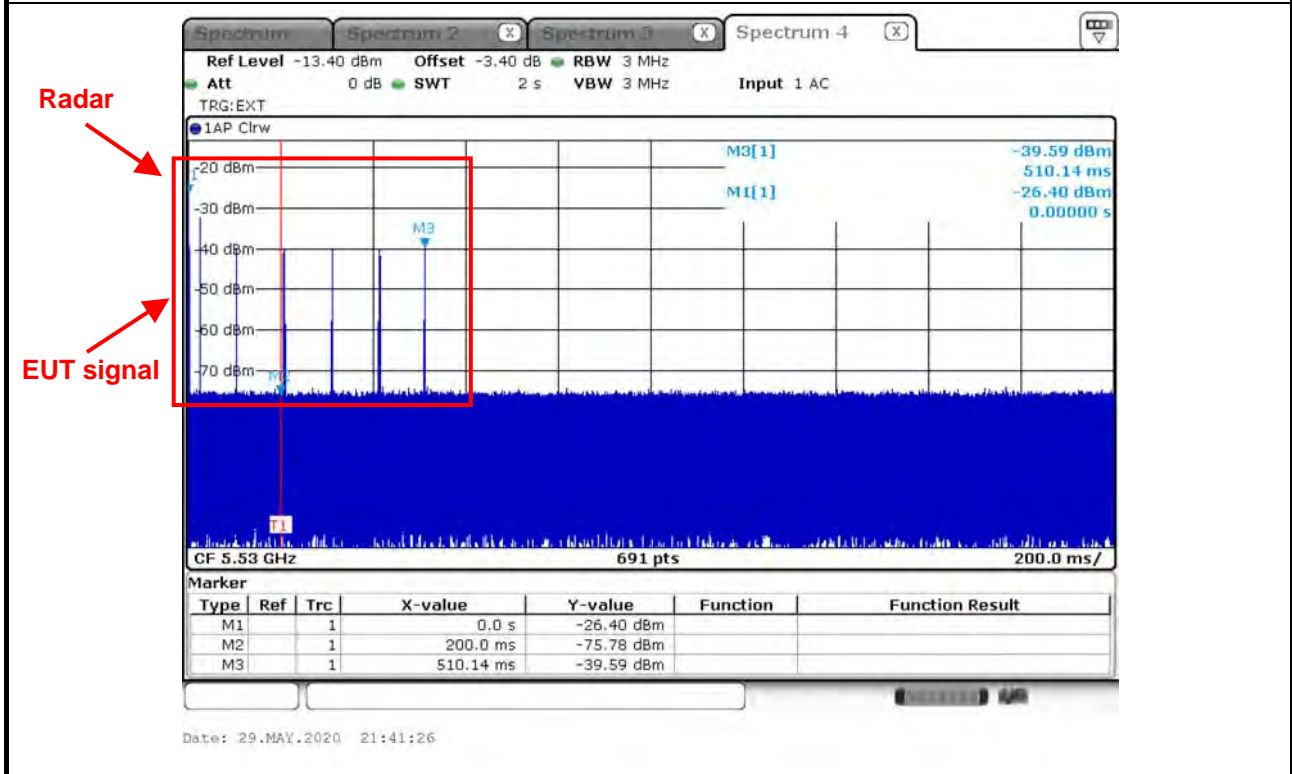 Spectrum Spectrum 2 X Spectrum 3 X Spectrum 4 X
Ref Level -13.40 dBm Offset -3.40 dB RBW 3 MHz
Att 0 dB SWT 2 s VBW 3 MHz Input 1 AC
TRG:EXT
1AP Clrw
Radar
EUT signal
M3[1] -39.59 dBm
510.14 ms
M1[1] -26.40 dBm
0.00000 s
-20 dBm
-30 dBm
M3
-40 dBm
-50 dBm
-60 dBm
-70 dBm
T1
CF 5.53 GHz 691 pts 200.0 ms/
Marker
Type Ref Trc X-value Y-value Function Function Result
M1 1 0.0 s -26.40 dBm
M2 1 200.0 ms -75.78 dBm
M3 1 510.14 ms -39.59 dBm
Date: 29.MAY.2020 21:41:26